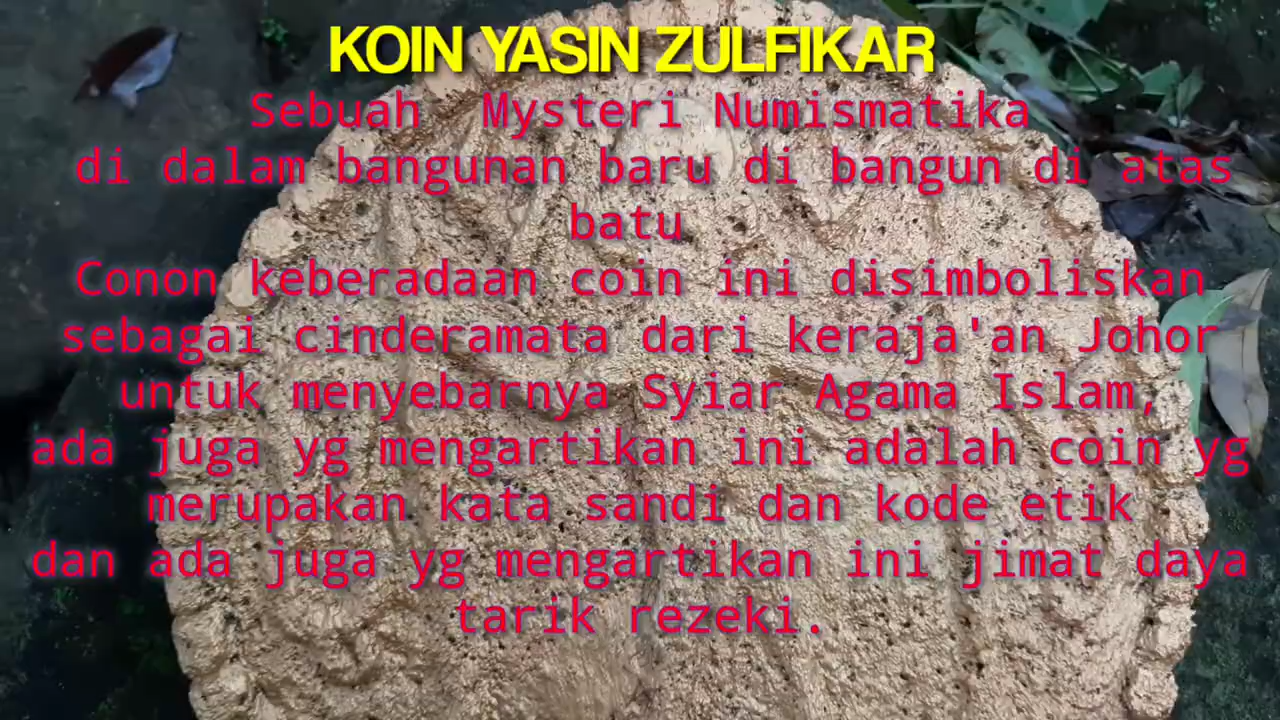 KOIN YASIN ZULFIKAR
Sebuah Mysteri Numismatika
di dalam bangunan baru di bangun di atas
batu
Conon keberadaan coin ini disimboliskan
sebagai cinderamata dari keraja'an Johor
untuk menyebarnya Syiar Agama Islam,
ada juga yg mengartikan ini adalah coin yg
merupakan kata sandi dan kode etik
dan ada juga yg mengartikan ini jimat daya
tarik rezeki.